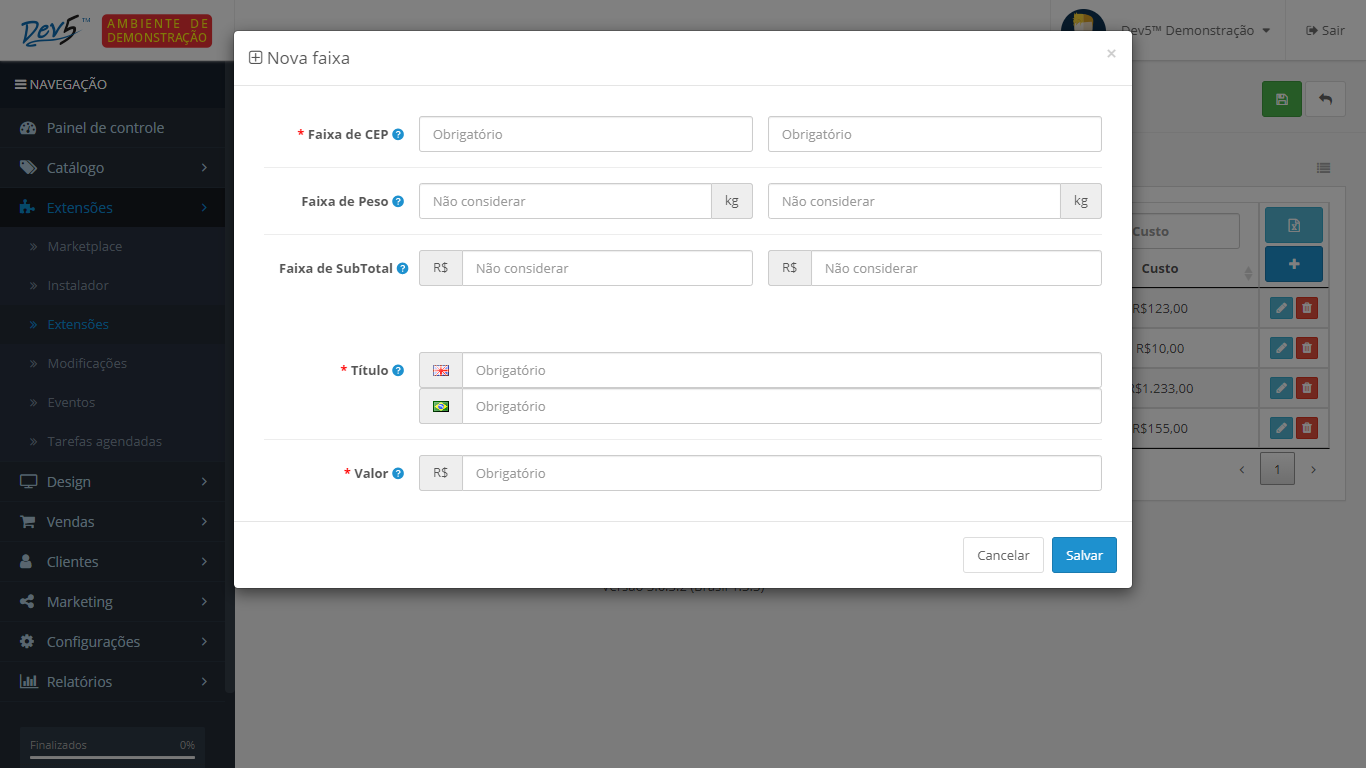 Dev5™
AMBIENTE DE
DEMONSTRAÇÃO
Dev5™ Demonstração
Sair
NAVEGAÇÃO
Painel de controle
Catálogo
Extensões
Marketplace
Instalador
Extensões
Modificações
Eventos
Tarefas agendadas
Design
Vendas
Clientes
Marketing
Configurações
Relatórios
Finalizados 0%
Nova faixa ×
* Faixa de CEP ? Obrigatório Obrigatório
Faixa de Peso ? Não considerar kg Não considerar kg
Faixa de SubTotal ? R$ Não considerar R$ Não considerar
* Título ? Obrigatório
Obrigatório
* Valor ? R$ Obrigatório
Cancelar Salvar
Custo
Custo
R$123,00
R$10,00
R$1.233,00
R$155,00
1